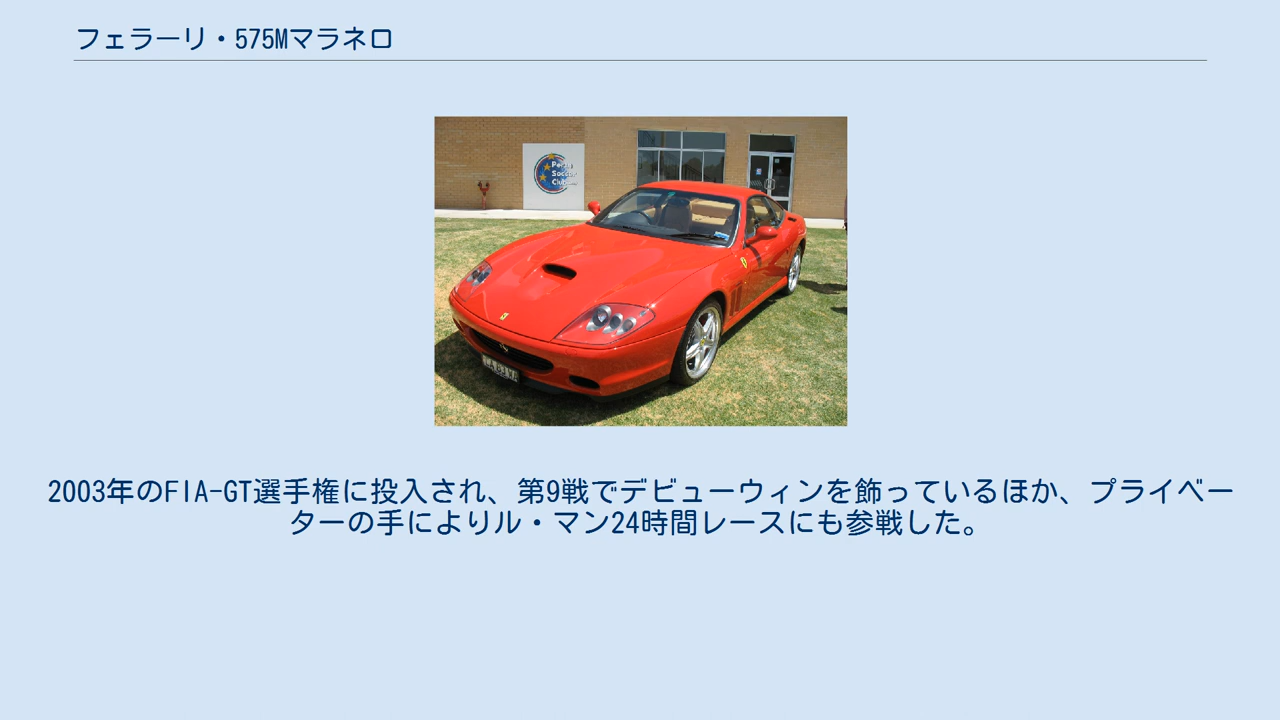 フェラーリ・575Mマラネロ
Perth
Soccer
Club
2003年のFIA-GT選手権に投入され、第9戦でデビューウィンを飾っているほか、プライベー
ターの手によりル・マン24時間レースにも参戦した。